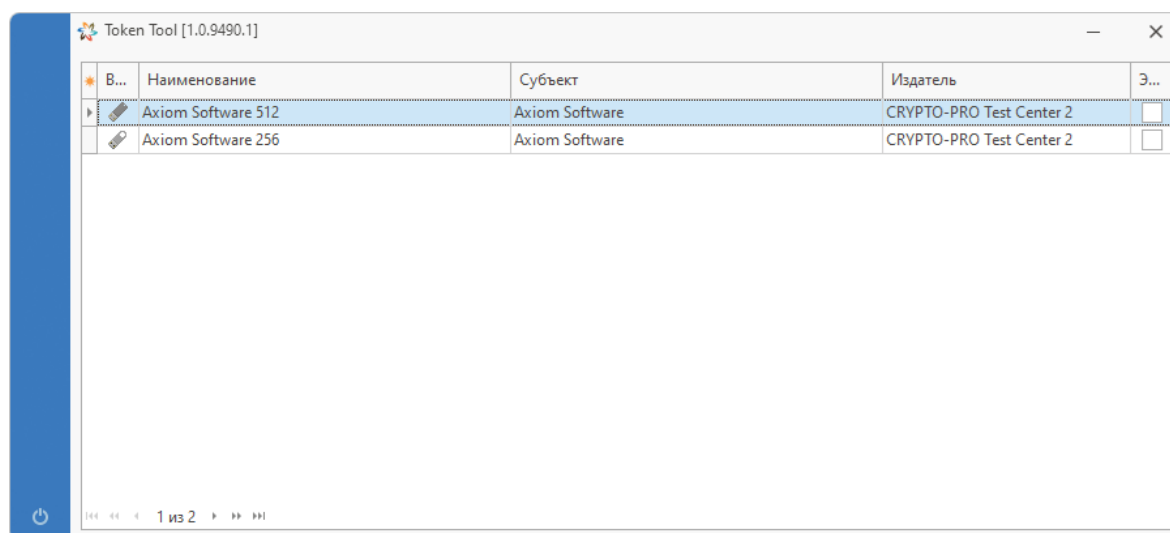 Token Tool [1.0.9490.1]
В... Наименование Субъект Издатель Э...
Axiom Software 512 Axiom Software CRYPTO-PRO Test Center 2
Axiom Software 256 Axiom Software CRYPTO-PRO Test Center 2
1 из 2